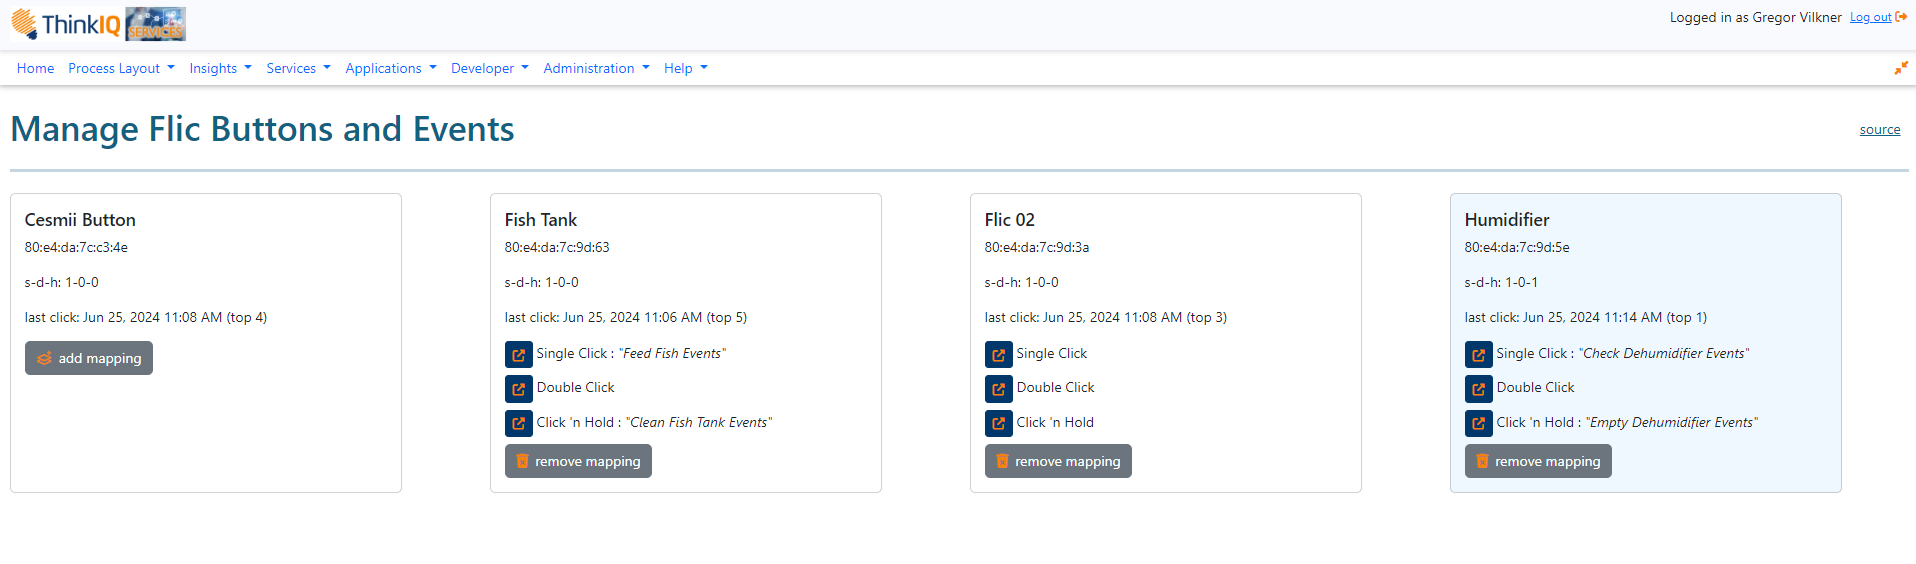 ThinkIQ SERVICES
Logged in as Gregor Vilkner Log out
Home Process Layout Insights Services Applications Developer Administration Help
Manage Flic Buttons and Events
source
Cesmii Button
80:e4:da:7c:c3:4e
s-d-h: 1-0-0
last click: Jun 25, 2024 11:08 AM (top 4)
add mapping
Fish Tank
80:e4:da:7c:9d:63
s-d-h: 1-0-0
last click: Jun 25, 2024 11:06 AM (top 5)
Single Click : "Feed Fish Events"
Double Click
Click 'n Hold : "Clean Fish Tank Events"
remove mapping
Flic 02
80:e4:da:7c:9d:3a
s-d-h: 1-0-0
last click: Jun 25, 2024 11:08 AM (top 3)
Single Click
Double Click
Click 'n Hold
remove mapping
Humidifier
80:e4:da:7c:9d:5e
s-d-h: 1-0-1
last click: Jun 25, 2024 11:14 AM (top 1)
Single Click : "Check Dehumidifier Events"
Double Click
Click 'n Hold : "Empty Dehumidifier Events"
remove mapping